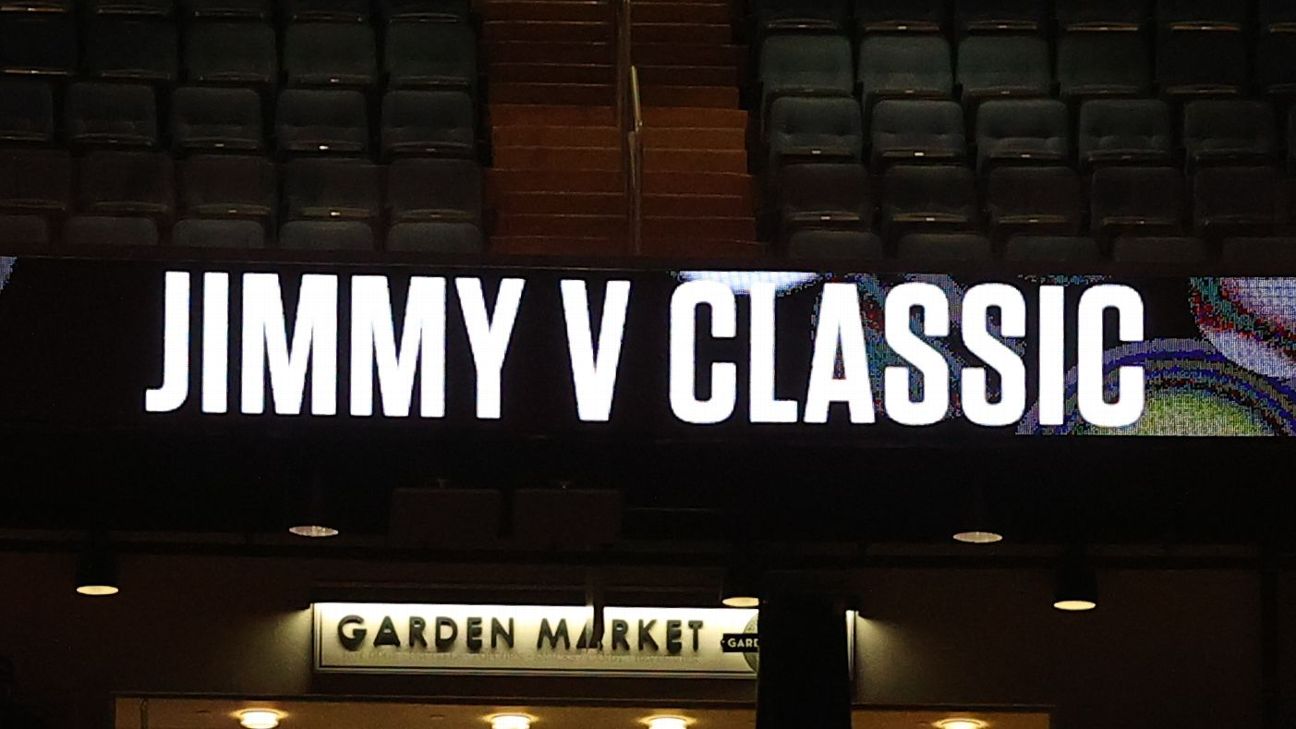 JIMMY V CLASSIC
GARDEN MARKET